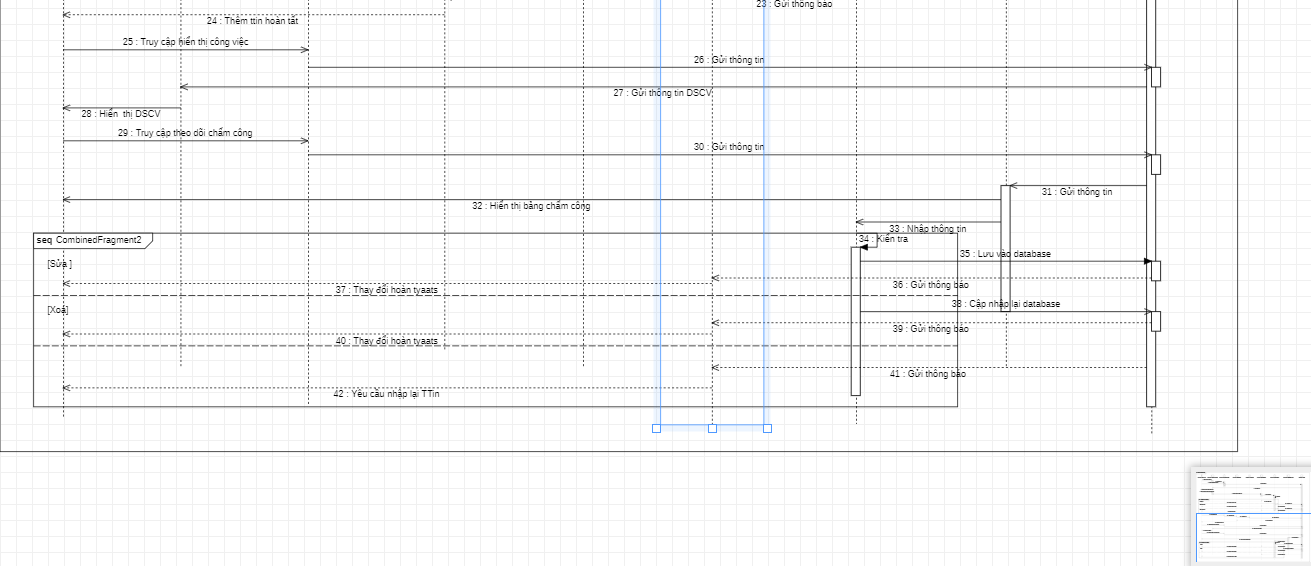 23 : Gửi thông báo
24 : Thêm ttin hoàn tất
25 : Truy cập hiển thị công việc
26 : Gửi thông tin
27 : Gửi thông tin DSCV
28 : Hiển thị DSCV
29 : Truy cập theo dõi chấm công
30 : Gửi thông tin
31 : Gửi thông tin
32 : Hiển thị bảng chấm công
33 : Nhập thông tin
34 : Kiển tra
seq CombinedFragment2
35 : Lưu vào database
[Sửa ]
36 : Gửi thông báo
37 : Thay đổi hoàn tyaats
38 : Cập nhập lại database
[Xoá]
39 : Gửi thông báo
40 : Thay đổi hoàn tyaats
41 : Gửi thông báo
42 : Yêu cầu nhập lại TTin